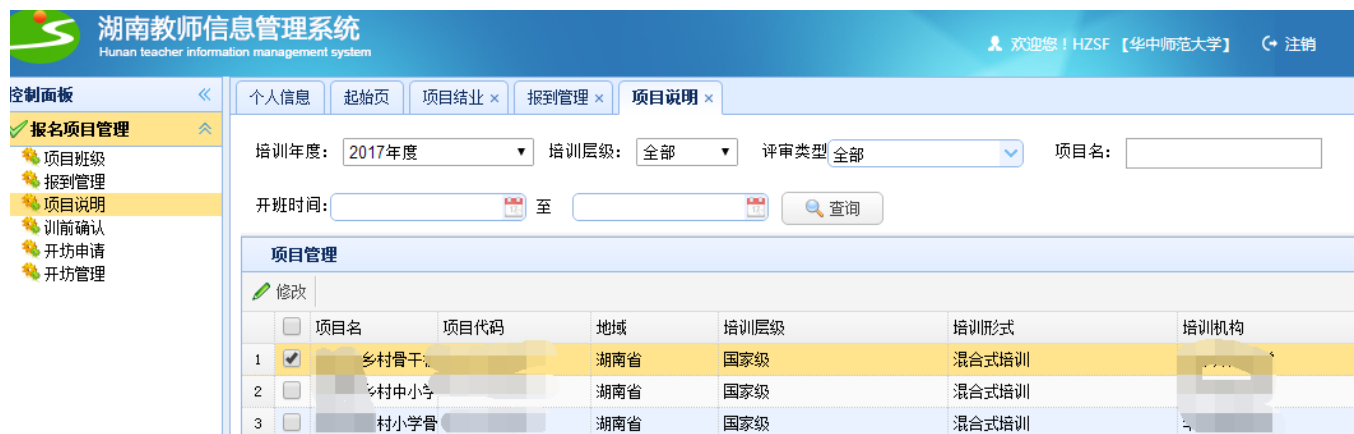 湖南教师信息管理系统
Hunan teacher information management system
欢迎您！HZSF 【华中师范大学】 注销
控制面板
个人信息 起始页 项目结业 × 报到管理 × 项目说明 ×
报名项目管理
项目班级
报到管理
项目说明
训前确认
开坊申请
开坊管理
培训年度： 2017年度 培训层级： 全部 评审类型 全部 项目名：
开班时间： 至 查询
项目管理
修改
项目名 项目代码 地域 培训层级 培训形式 培训机构
1 乡村骨干 湖南省 国家级 混合式培训
2 乡村中小学 湖南省 国家级 混合式培训
3 村小学骨 湖南省 国家级 混合式培训